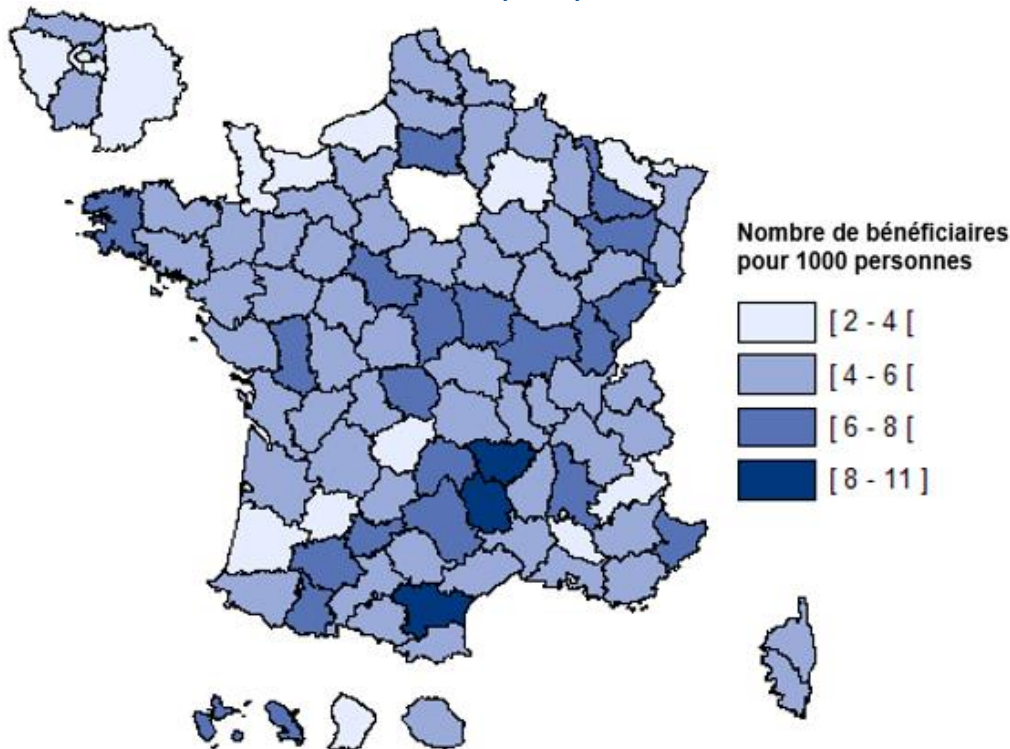 Nombre de bénéficiaires
pour 1000 personnes
[ 2 - 4 [
[ 4 - 6 [
[ 6 - 8 [
[ 8 - 11 ]